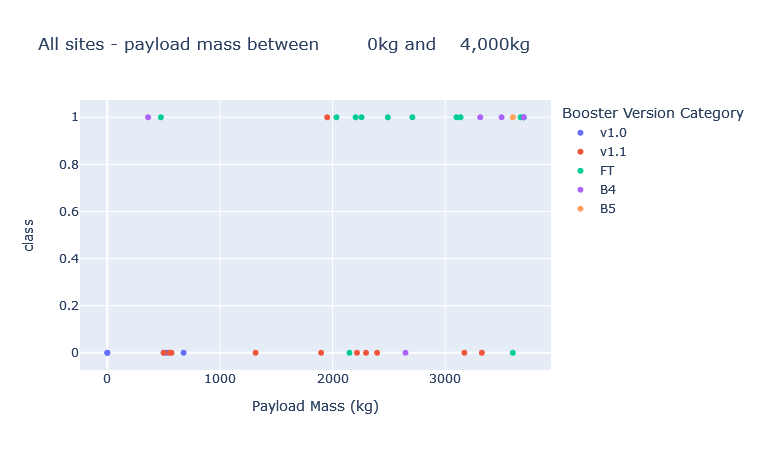 All sites - payload mass between 0kg and 4,000kg
Booster Version Category
v1.0
v1.1
FT
B4
B5
class
1
0.8
0.6
0.4
0.2
0
0 1000 2000 3000
Payload Mass (kg)